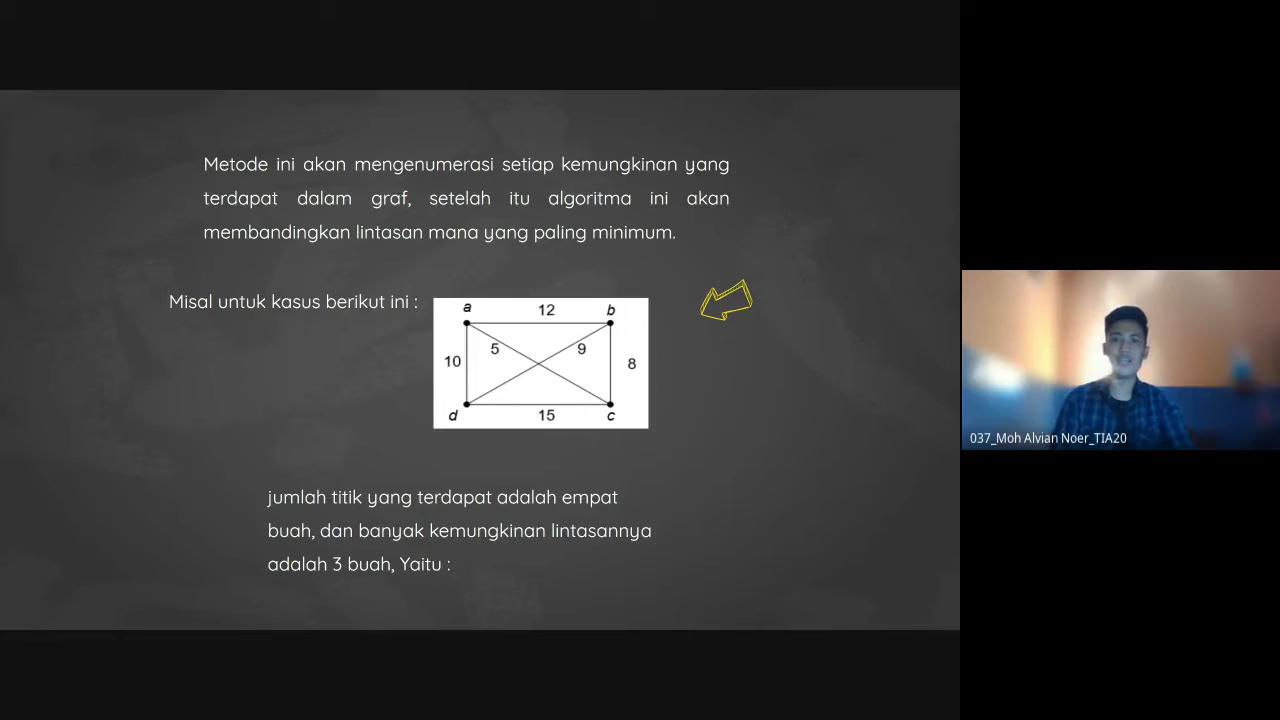 Metode ini akan mengenumerasi setiap kemungkinan yang
terdapat dalam graf, setelah itu algoritma ini akan
membandingkan lintasan mana yang paling minimum.
Misal untuk kasus berikut ini :
a 12 b
5 9
10 8
d 15 c
jumlah titik yang terdapat adalah empat
buah, dan banyak kemungkinan lintasannya
adalah 3 buah, Yaitu :
037_Moh Alvian Noer_TIA20